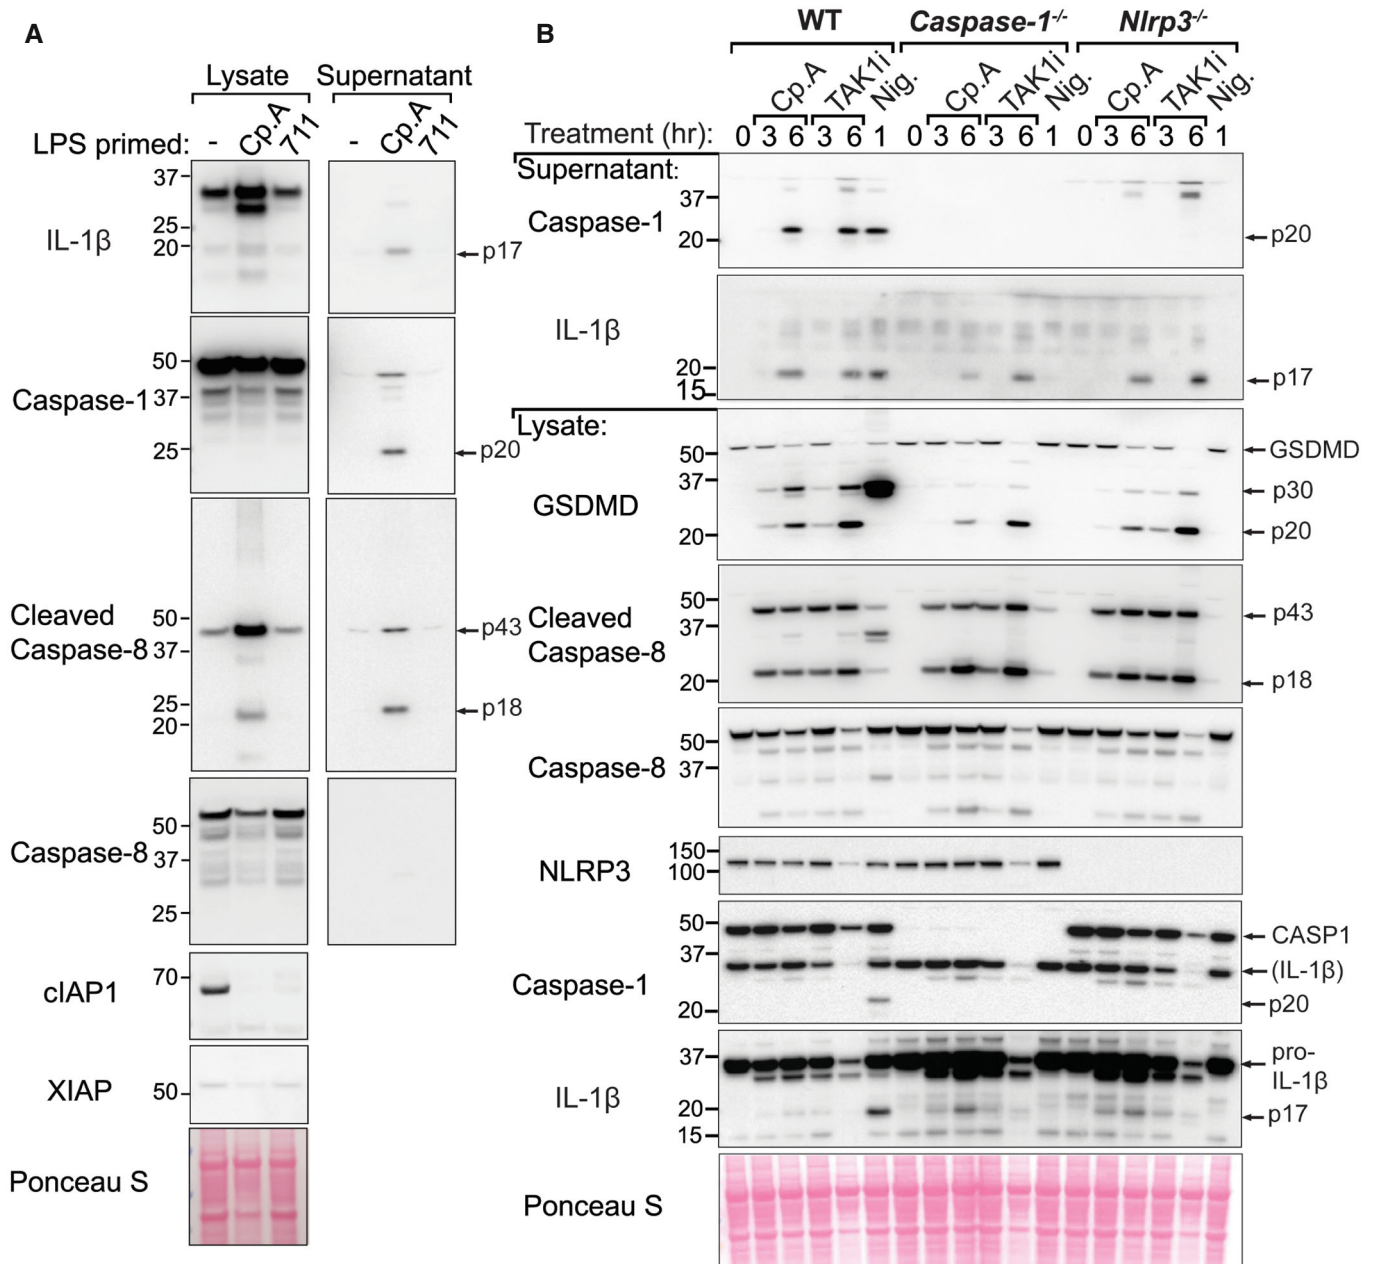 A
Lysate Supernatant
LPS primed: - Cp.A 711 - Cp.A 711
IL-1β
37
25
20
p17
Caspase-1
50
37
25
p20
Cleaved
Caspase-8
50
37
25
20
p43
p18
Caspase-8
50
37
25
cIAP1
70
XIAP
50
Ponceau S
B
WT Caspase-1-/- Nlrp3-/-
Cp.A TAK1i Nig. Cp.A TAK1i Nig. Cp.A TAK1i Nig.
Treatment (hr): 0 3 6 3 6 1 0 3 6 3 6 1 0 3 6 3 6 1
Supernatant:
Caspase-1
37
20
p20
IL-1β
20
15
p17
Lysate:
GSDMD
50
37
20
GSDMD
p30
p20
Cleaved
Caspase-8
50
37
20
p43
p18
Caspase-8
50
37
NLRP3
150
100
Caspase-1
50
37
20
CASP1
(IL-1β)
p20
IL-1β
37
20
15
pro-
IL-1β
p17
Ponceau S